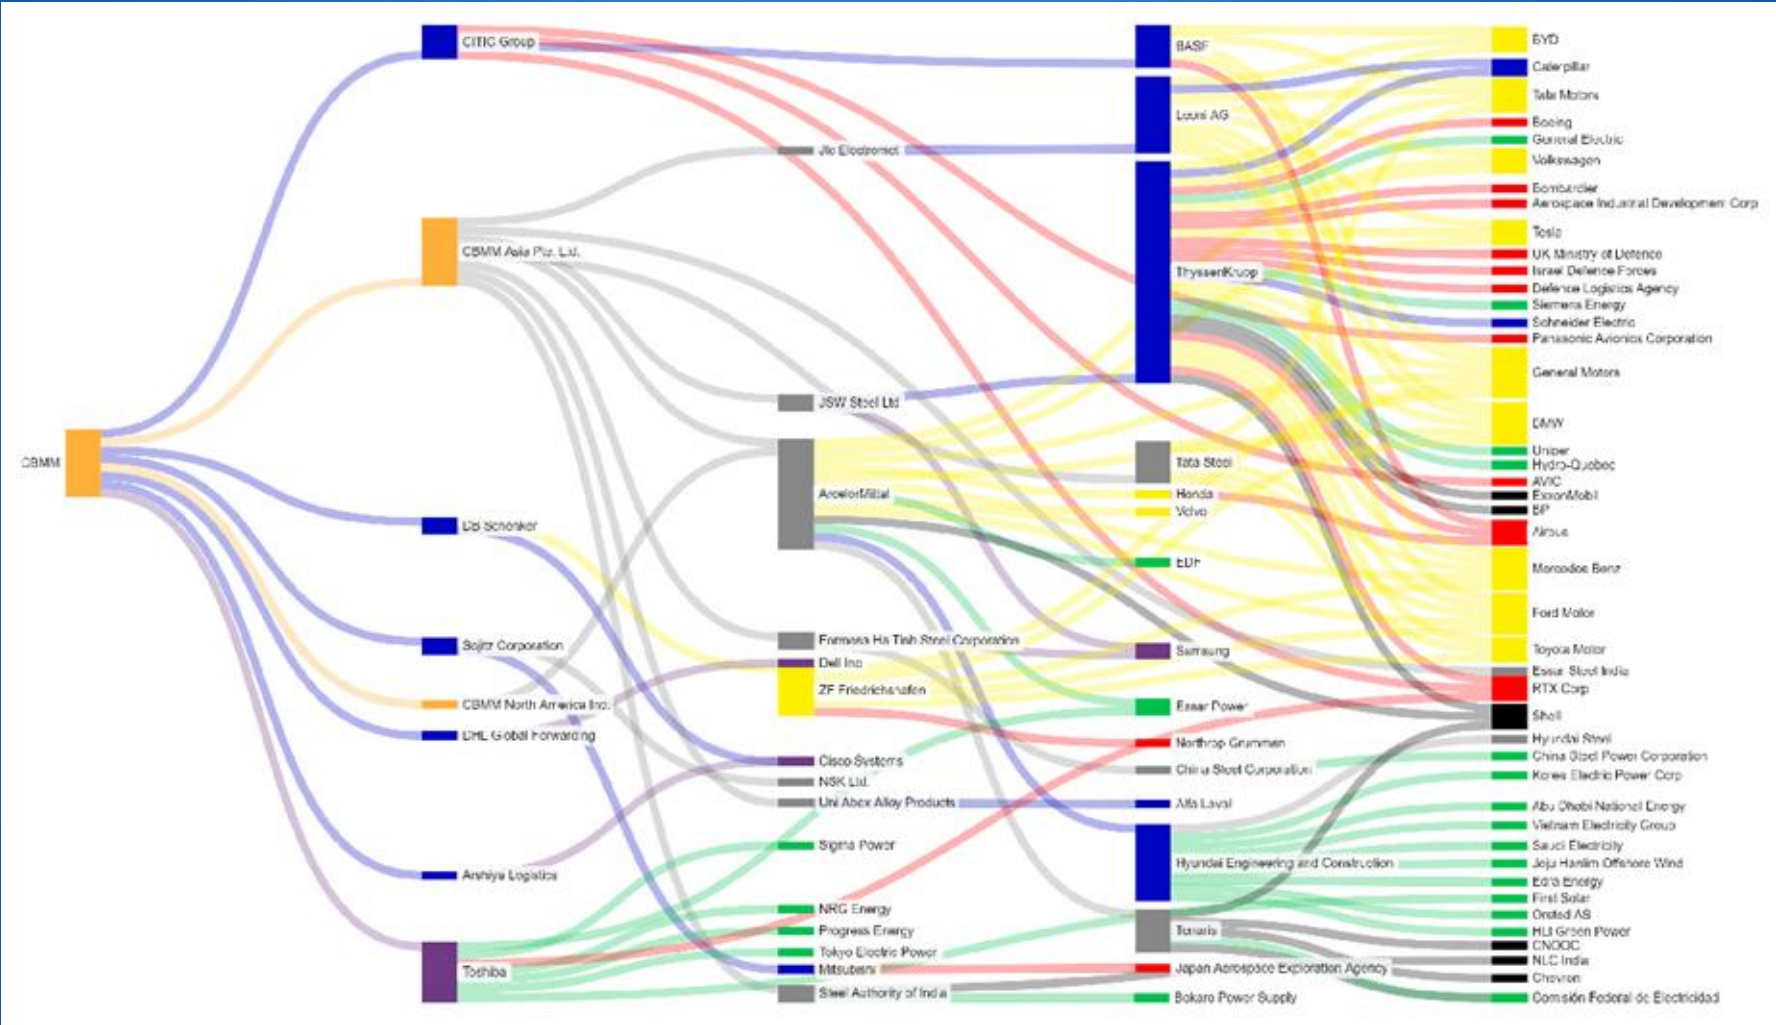 CBMM
CITIC Group
CBMM Asia Pte. Ltd.
DB Schenker
Sojitz Corporation
CBMM North America Inc.
DHL Global Forwarding
Arshiya Logistics
Toshiba
Jfe Electromet
JSW Steel Ltd
ArcelorMittal
Formosa Ha Tinh Steel Corporation
Dell Inc
ZF Friedrichshafen
Cisco Systems
NSK Ltd.
Uni Abex Alloy Products
Sigma Power
NRG Energy
Progress Energy
Tokyo Electric Power
Mitsubishi
Steel Authority of India
BASF
Leoni AG
ThyssenKrupp
Tata Steel
Honda
Volvo
EDF
Samsung
Essar Power
Northrop Grumman
China Steel Corporation
Alfa Laval
Hyundai Engineering and Construction
Tenaris
Japan Aerospace Exploration Agency
Bokaro Power Supply
BYD
Caterpillar
Tata Motors
Boeing
General Electric
Volkswagen
Bombardier
Aerospace Industrial Development Corp
Tesla
UK Ministry of Defence
Israel Defence Forces
Defence Logistics Agency
Siemens Energy
Schneider Electric
Panasonic Avionics Corporation
General Motors
BMW
Uniper
Hydro-Quebec
AVIC
ExxonMobil
BP
Airbus
Mercedes Benz
Ford Motor
Toyota Motor
Essar Steel India
RTX Corp
Shell
Hyundai Steel
China Steel Power Corporation
Korea Electric Power Corp
Abu Dhabi National Energy
Vietnam Electricity Group
Saudi Electricity
Jeju Hanlim Offshore Wind
Edra Energy
First Solar
Orsted AS
HLI Green Power
CNOOC
NLC India
Chevron
Comisión Federal de Electricidad